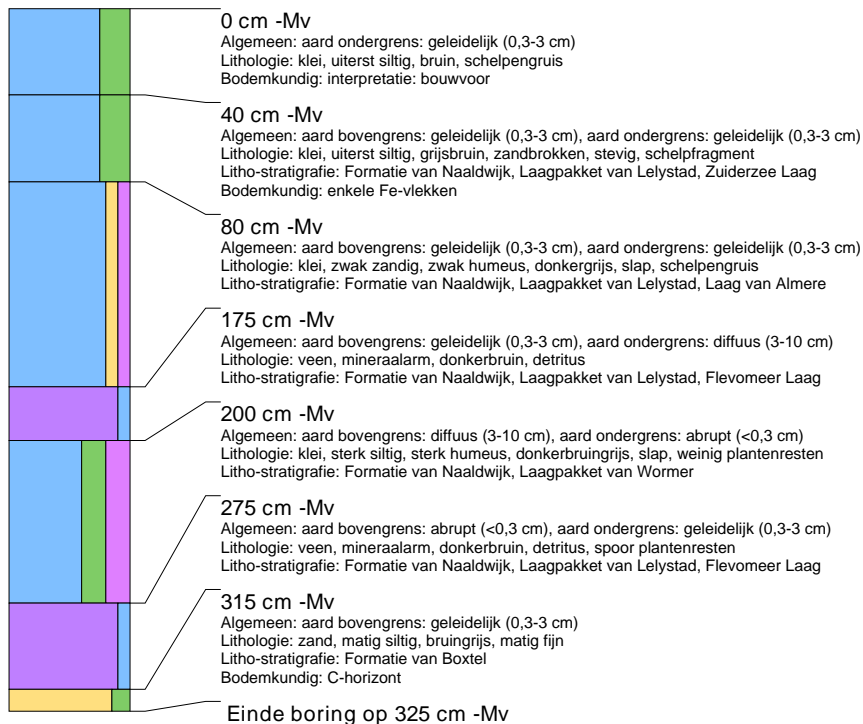 0 cm -Mv
Algemeen: aard ondergrens: geleidelijk (0,3-3 cm)
Lithologie: klei, uiterst siltig, bruin, schelpengruis
Bodemkundig: interpretatie: bouwvoor
40 cm -Mv
Algemeen: aard bovengrens: geleidelijk (0,3-3 cm), aard ondergrens: geleidelijk (0,3-3 cm)
Lithologie: klei, uiterst siltig, grijsbruin, zandbrokken, stevig, schelpfragment
Litho-stratigrafie: Formatie van Naaldwijk, Laagpakket van Lelystad, Zuiderzee Laag
Bodemkundig: enkele Fe-vlekken
80 cm -Mv
Algemeen: aard bovengrens: geleidelijk (0,3-3 cm), aard ondergrens: geleidelijk (0,3-3 cm)
Lithologie: klei, zwak zandig, zwak humeus, donkergrijs, slap, schelpengruis
Litho-stratigrafie: Formatie van Naaldwijk, Laagpakket van Lelystad, Laag van Almere
175 cm -Mv
Algemeen: aard bovengrens: geleidelijk (0,3-3 cm), aard ondergrens: diffuus (3-10 cm)
Lithologie: veen, mineraalarm, donkerbruin, detritus
Litho-stratigrafie: Formatie van Naaldwijk, Laagpakket van Lelystad, Flevomeer Laag
200 cm -Mv
Algemeen: aard bovengrens: diffuus (3-10 cm), aard ondergrens: abrupt (<0,3 cm)
Lithologie: klei, sterk siltig, sterk humeus, donkerbruingrijs, slap, weinig plantenresten
Litho-stratigrafie: Formatie van Naaldwijk, Laagpakket van Wormer
275 cm -Mv
Algemeen: aard bovengrens: abrupt (<0,3 cm), aard ondergrens: geleidelijk (0,3-3 cm)
Lithologie: veen, mineraalarm, donkerbruin, detritus, spoor plantenresten
Litho-stratigrafie: Formatie van Naaldwijk, Laagpakket van Lelystad, Flevomeer Laag
315 cm -Mv
Algemeen: aard bovengrens: geleidelijk (0,3-3 cm)
Lithologie: zand, matig siltig, bruingrijs, matig fijn
Litho-stratigrafie: Formatie van Boxtel
Bodemkundig: C-horizont
Einde boring op 325 cm -Mv